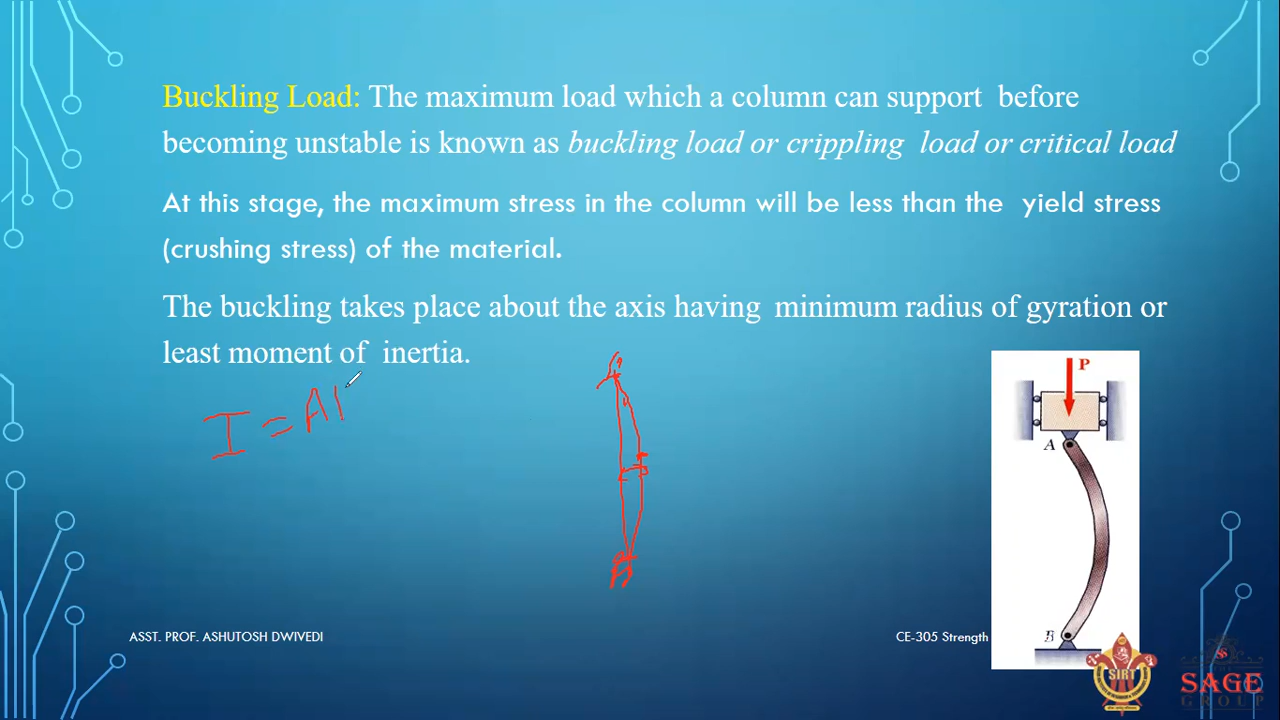 Buckling Load: The maximum load which a column can support before
becoming unstable is known as buckling load or crippling load or critical load
At this stage, the maximum stress in the column will be less than the yield stress
(crushing stress) of the material.
The buckling takes place about the axis having minimum radius of gyration or
least moment of inertia.
I = A
P
A
B
ASST. PROF. ASHUTOSH DWIVEDI
CE-305 Strength
SIRT
SAGE
GROUP